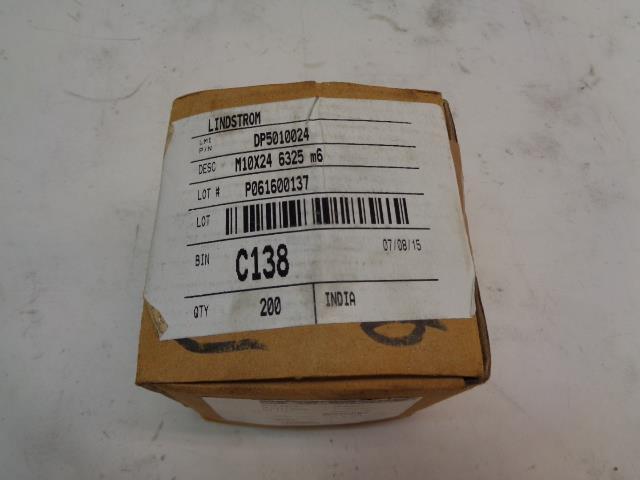 LINDSTROM
LMI
P/N DP5010024
DESC M10X24 6325 m6
LOT # P061600137
LOT
BIN C138 07/08/15
QTY 200 INDIA